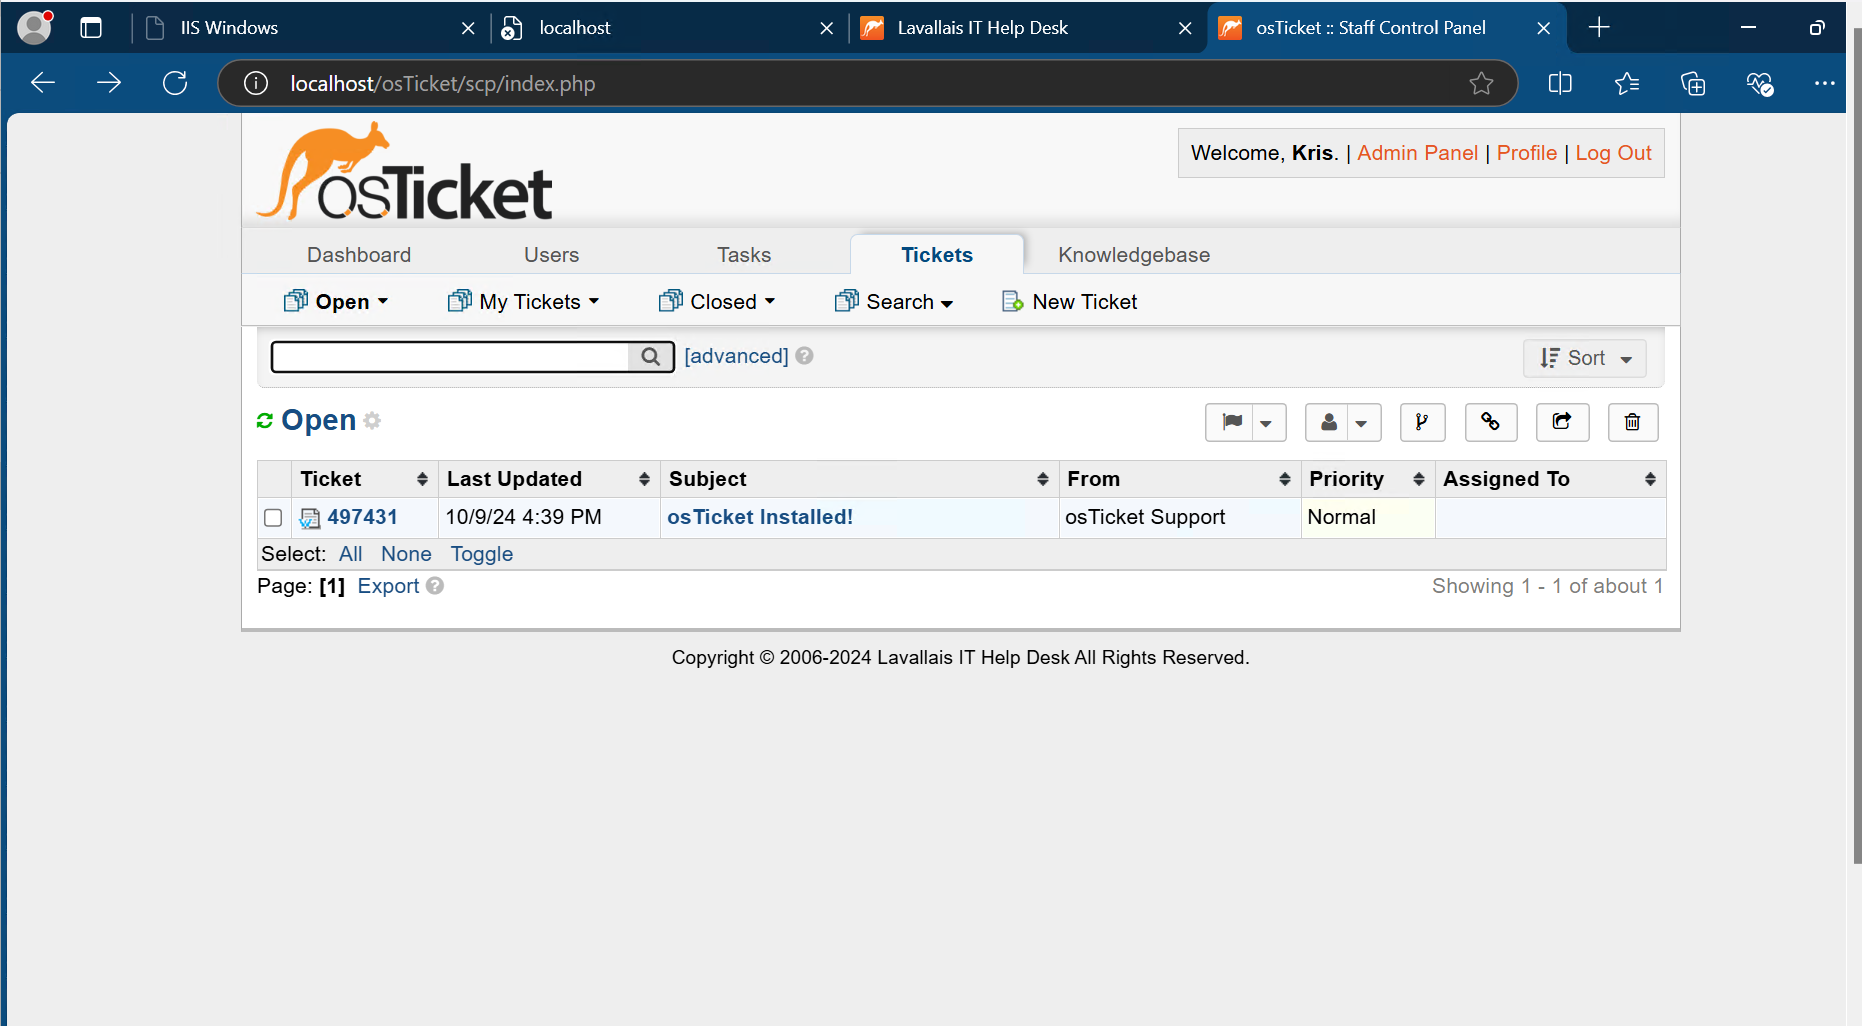 IIS Windows localhost Lavallais IT Help Desk osTicket :: Staff Control Panel
localhost/osTicket/scp/index.php
osTicket
Welcome, Kris. | Admin Panel | Profile | Log Out
Dashboard Users Tasks Tickets Knowledgebase
Open My Tickets Closed Search New Ticket
[advanced] ? Sort
Open
Ticket Last Updated Subject From Priority Assigned To
497431 10/9/24 4:39 PM osTicket Installed! osTicket Support Normal
Select: All None Toggle
Page: [1] Export ? Showing 1 - 1 of about 1
Copyright © 2006-2024 Lavallais IT Help Desk All Rights Reserved.